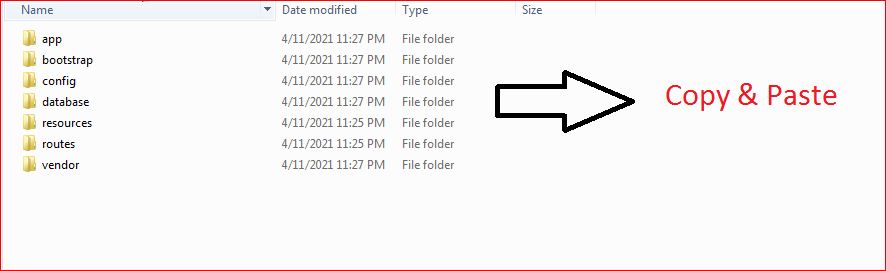 Name Date modified Type Size
app 4/11/2021 11:27 PM File folder
bootstrap 4/11/2021 11:27 PM File folder
config 4/11/2021 11:27 PM File folder
database 4/11/2021 11:27 PM File folder
resources 4/11/2021 11:25 PM File folder
routes 4/11/2021 11:25 PM File folder
vendor 4/11/2021 11:27 PM File folder
Copy & Paste